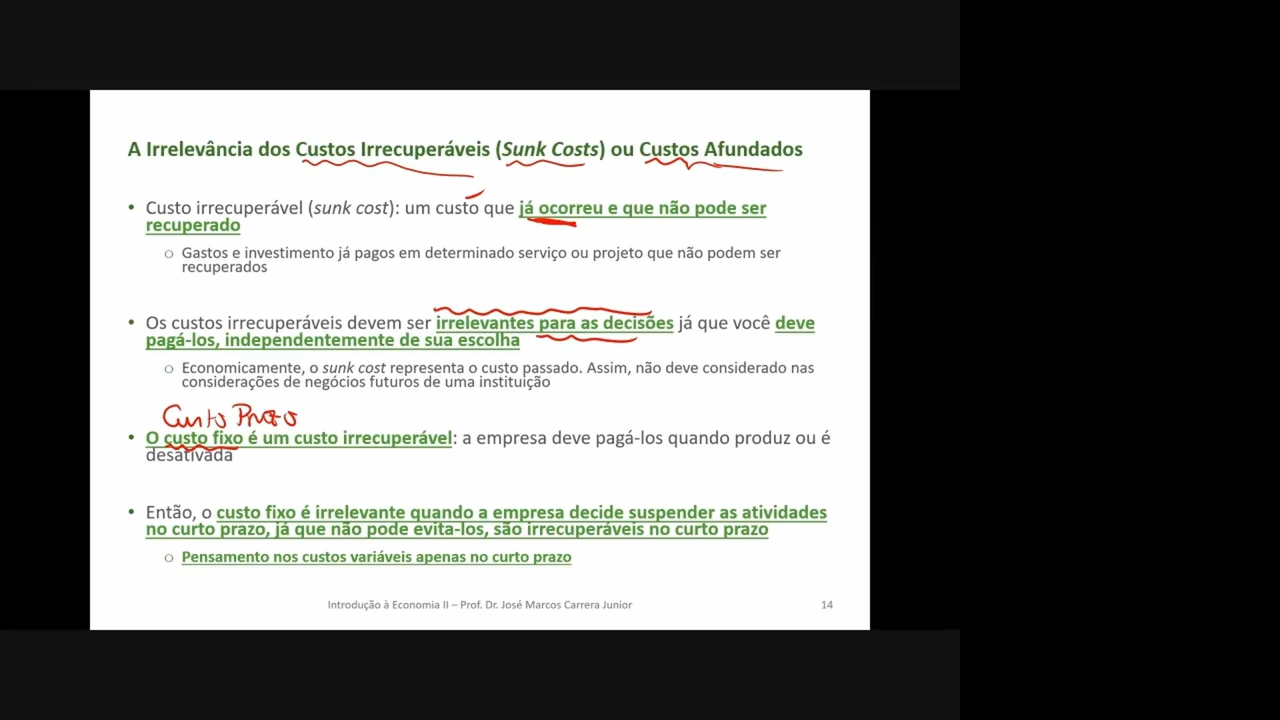 A Irrelevância dos Custos Irrecuperáveis (Sunk Costs) ou Custos Afundados
• Custo irrecuperável (sunk cost): um custo que já ocorreu e que não pode ser
recuperado
○ Gastos e investimento já pagos em determinado serviço ou projeto que não podem ser
recuperados
• Os custos irrecuperáveis devem ser irrelevantes para as decisões já que você deve
pagá-los, independentemente de sua escolha
○ Economicamente, o sunk cost representa o custo passado. Assim, não deve considerado nas
considerações de negócios futuros de uma instituição
Custo Prazo
• O custo fixo é um custo irrecuperável: a empresa deve pagá-los quando produz ou é
desativada
• Então, o custo fixo é irrelevante quando a empresa decide suspender as atividades
no curto prazo, já que não pode evita-los, são irrecuperáveis no curto prazo
○ Pensamento nos custos variáveis apenas no curto prazo
Introdução à Economia II – Prof. Dr. José Marcos Carrera Junior
14